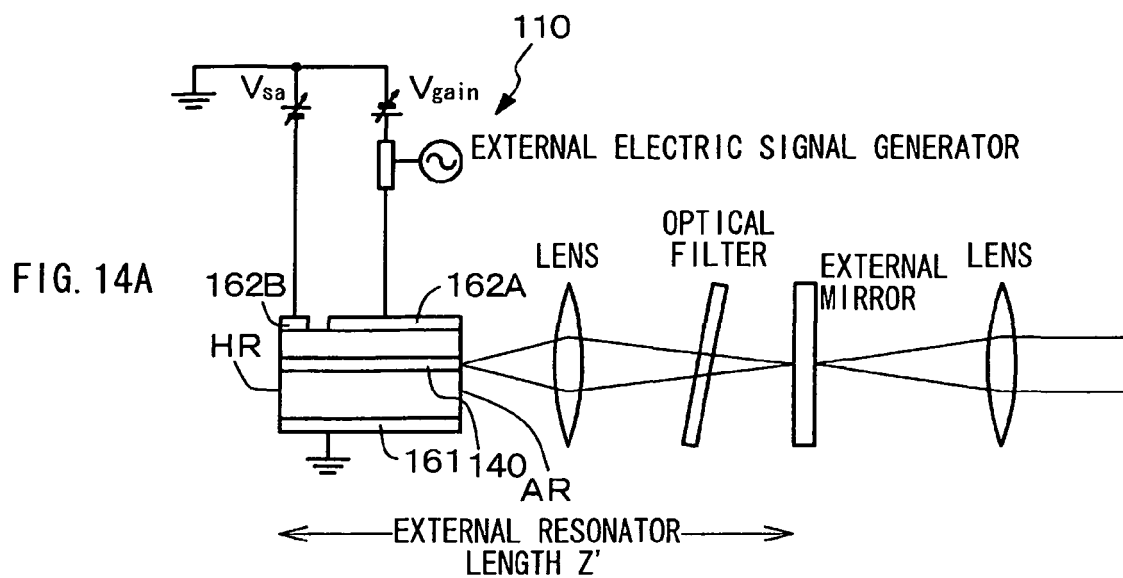 110
Vsa
Vgain
EXTERNAL ELECTRIC SIGNAL GENERATOR
OPTICAL
FILTER
LENS
EXTERNAL
MIRROR
LENS
FIG. 14A
162B
162A
HR
161
140
AR
EXTERNAL RESONATOR
LENGTH Z'